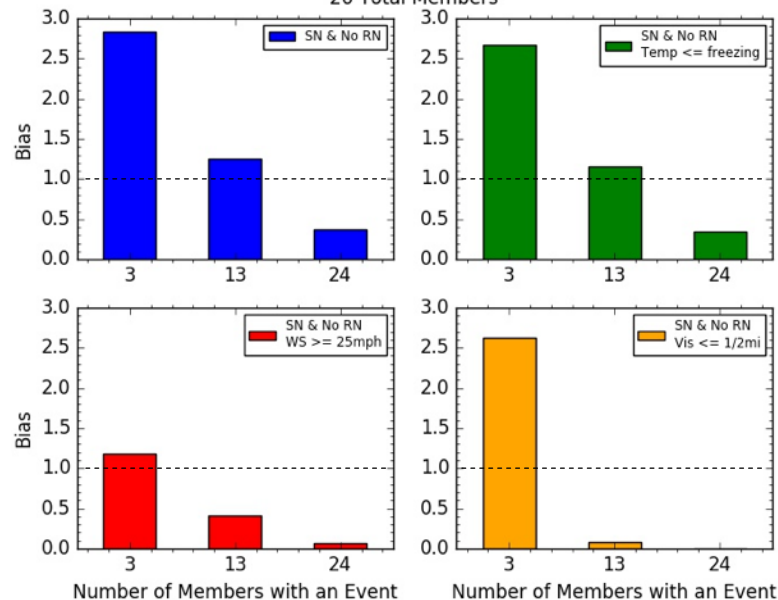 Total Members
3.0
2.5
2.0
1.5
1.0
0.5
0.0
Bias
SN & No RN
3 13 24
3.0
2.5
2.0
1.5
1.0
0.5
0.0
SN & No RN
Temp <= freezing
3 13 24
3.0
2.5
2.0
1.5
1.0
0.5
0.0
Bias
SN & No RN
WS >= 25mph
3 13 24
Number of Members with an Event
3.0
2.5
2.0
1.5
1.0
0.5
0.0
SN & No RN
Vis <= 1/2mi
3 13 24
Number of Members with an Event